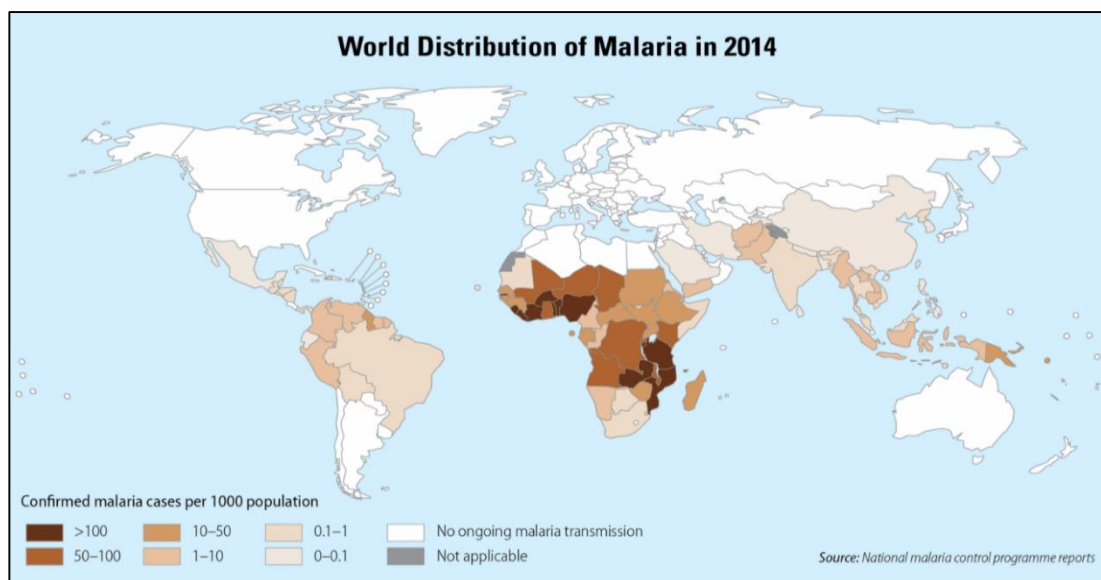 World Distribution of Malaria in 2014
Confirmed malaria cases per 1000 population
>100
10–50
0.1–1
No ongoing malaria transmission
50–100
1–10
0–0.1
Not applicable
Source: National malaria control programme reports